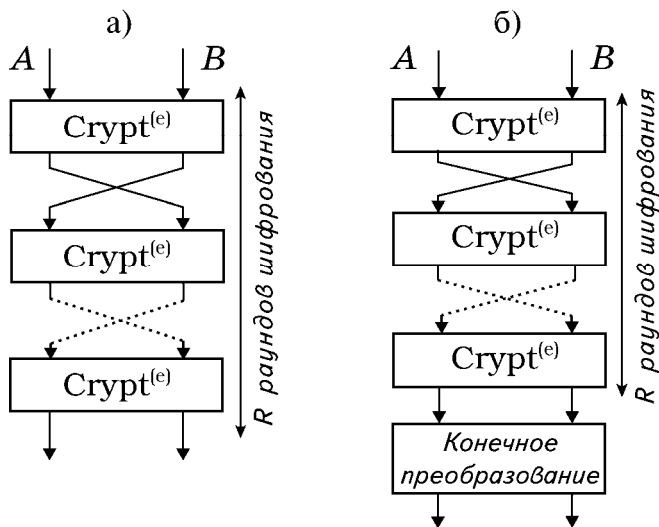 а)
A B
Crypt(e)
Crypt(e)
Crypt(e)
R раундов шифрования
б)
A B
Crypt(e)
Crypt(e)
Crypt(e)
Конечное
преобразование
R раундов шифрования